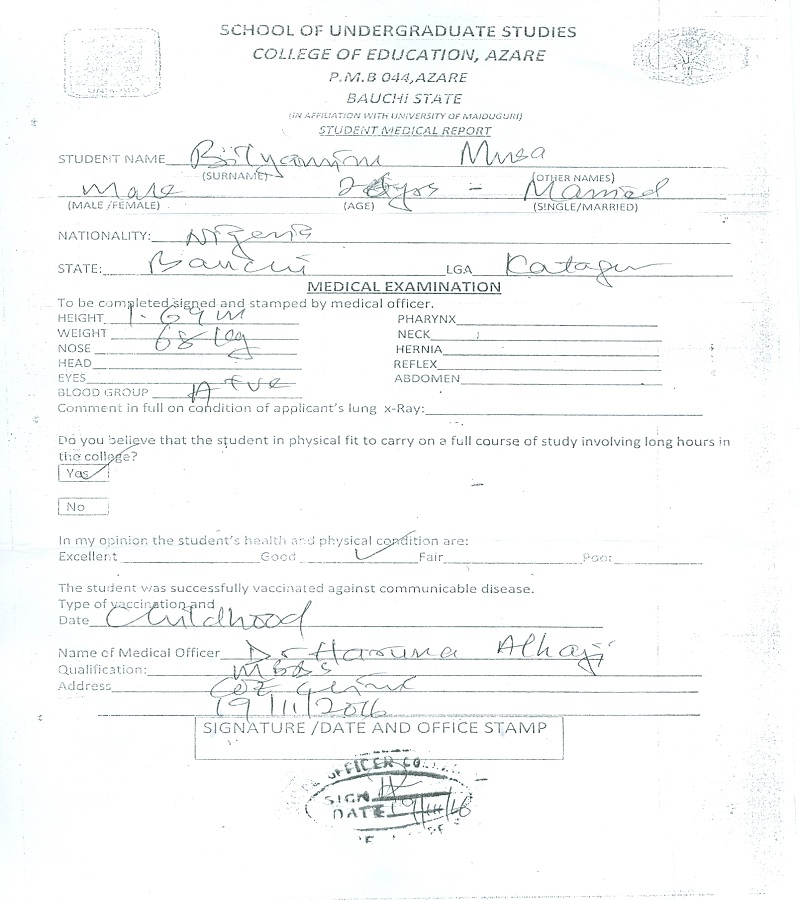 SCHOOL OF UNDERGRADUATE STUDIES
COLLEGE OF EDUCATION, AZARE
P.M.B 044,AZARE
BAUCHI STATE
(IN AFFILIATION WITH UNIVERSITY OF MAIDUGURI)
STUDENT MEDICAL REPORT
STUDENT NAME Bilyaminu Musa
(SURNAME) (OTHER NAMES)
Male yrs - Married
(MALE /FEMALE) (AGE) (SINGLE/MARRIED)
NATIONALITY: Nigeria
STATE: Bauchi LGA Katagum
MEDICAL EXAMINATION
To be completed signed and stamped by medical officer.
HEIGHT 1.69m PHARYNX
WEIGHT 68 kg NECK
NOSE HERNIA
HEAD REFLEX
EYES ABDOMEN
BLOOD GROUP A +ve
Comment in full on condition of applicant's lung x-Ray:
Do you believe that the student in physical fit to carry on a full course of study involving long hours in
the college?
Yes
No
In my opinion the student's health and physical condition are:
Excellent Good Fair Poor
The student was successfully vaccinated against communicable disease.
Type of vaccination and
Date Childhood
Name of Medical Officer Dr Haruna Alhaji
Qualification: MBBS
Address COE Clinic
19/11/2016
SIGNATURE /DATE AND OFFICE STAMP
OFFICER
SIGN
DATE 19/11/16